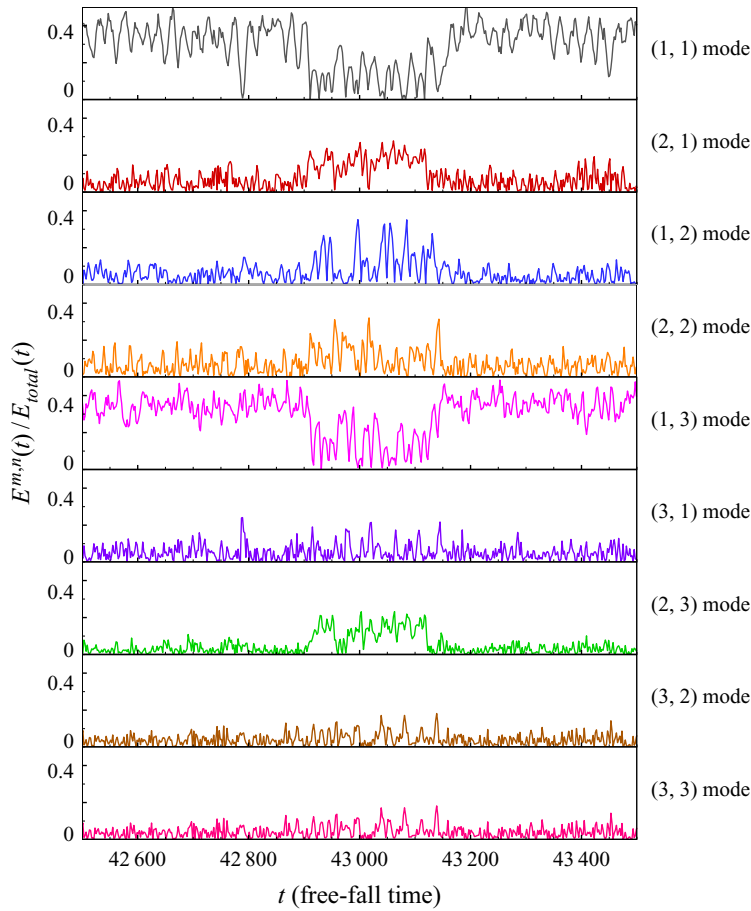 0.4
0
(1, 1) mode
0.4
0
(2, 1) mode
0.4
0
(1, 2) mode
0.4
0
(2, 2) mode
0.4
0
(1, 3) mode
0.4
0
(3, 1) mode
0.4
0
(2, 3) mode
0.4
0
(3, 2) mode
0.4
0
(3, 3) mode
E^{m,n}(t) / E_{total}(t)
42 600 42 800 43 000 43 200 43 400
t (free-fall time)